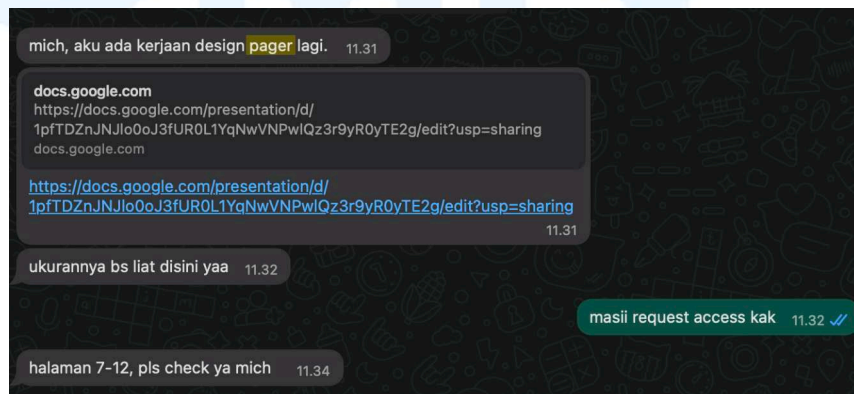 mich, aku ada kerjaan design pager lagi. 11.31
docs.google.com
https://docs.google.com/presentation/d/
1pfTDZnJNJlo0oJ3fUR0L1YqNwVNPwlQz3r9yR0yTE2g/edit?usp=sharing
docs.google.com
https://docs.google.com/presentation/d/
1pfTDZnJNJlo0oJ3fUR0L1YqNwVNPwlQz3r9yR0yTE2g/edit?usp=sharing
11.31
ukurannya bs liat disini yaa 11.32
masii request access kak 11.32
halaman 7-12, pls check ya mich 11.34